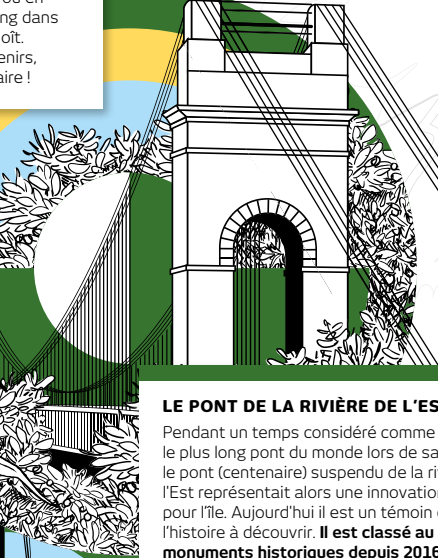 ng dans
oît.
enirs,
aire !
LE PONT DE LA RIVIÈRE DE L'ES
Pendant un temps considéré comme
le plus long pont du monde lors de sa
le pont (centenaire) suspendu de la ri
l'Est représentait alors une innovation
pour l'île. Aujourd'hui il est un témoin
l'histoire à découvrir. Il est classé au
monuments historiques depuis 201